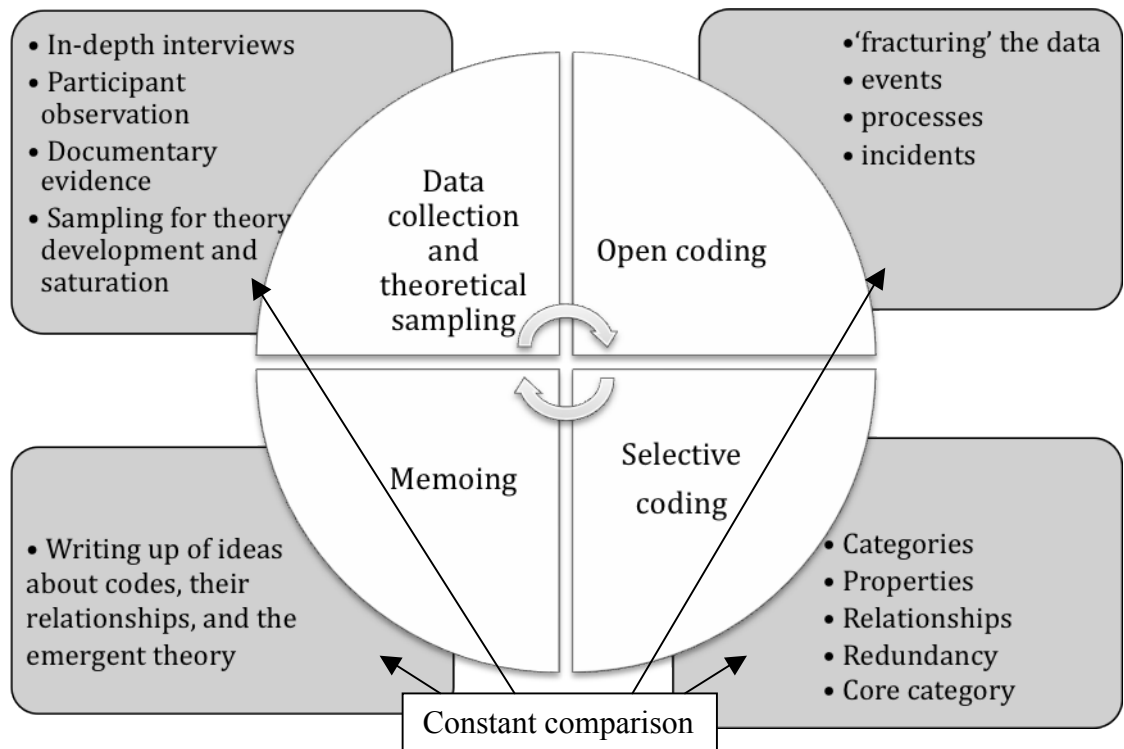 • In-depth interviews
• Participant
observation
• Documentary
evidence
• Sampling for theory
development and
saturation
•‘fracturing’ the data
• events
• processes
• incidents
Data
collection
and
theoretical
sampling
Open coding
Memoing
Selective
coding
• Writing up of ideas
about codes, their
relationships, and the
emergent theory
• Categories
• Properties
• Relationships
• Redundancy
• Core category
Constant comparison